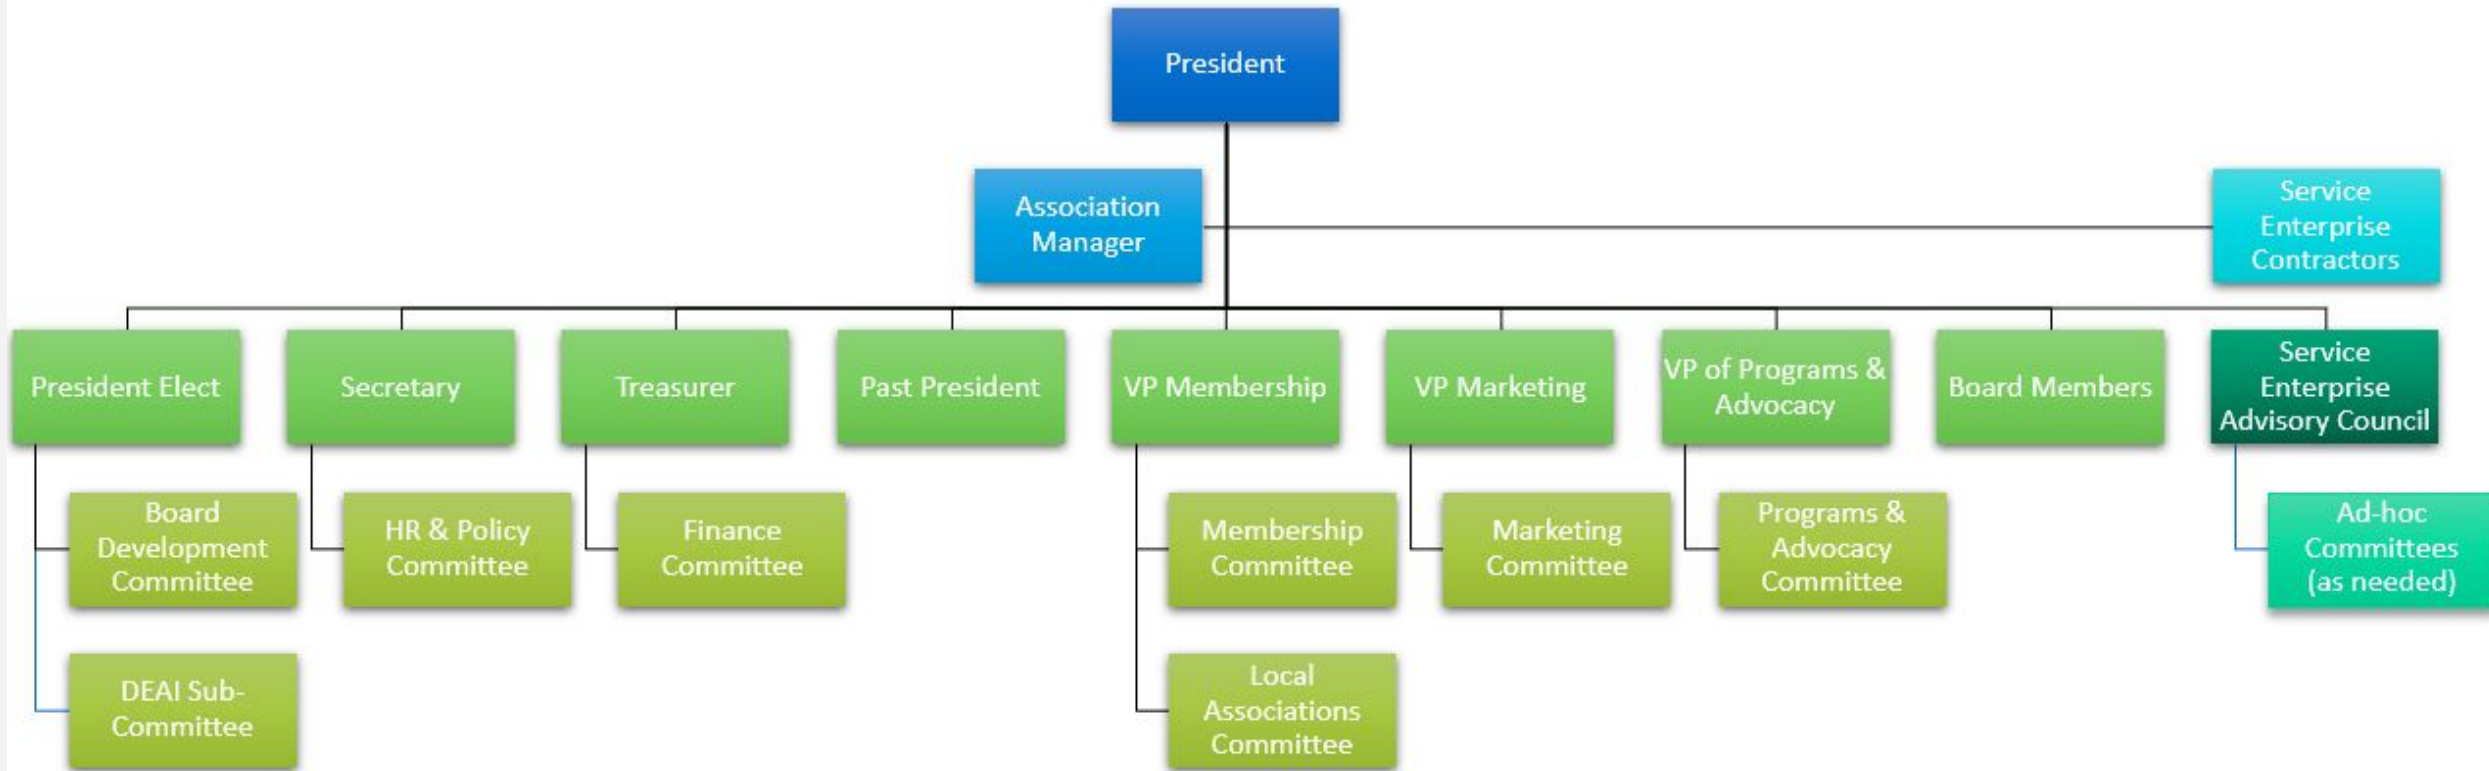 President
Association
Manager
Service
Enterprise
Contractors
President Elect
Secretary
Treasurer
Past President
VP Membership
VP Marketing
VP of Programs &
Advocacy
Board Members
Service
Enterprise
Advisory Council
Board
Development
Committee
HR & Policy
Committee
Finance
Committee
Membership
Committee
Marketing
Committee
Programs &
Advocacy
Committee
Ad-hoc
Committees
(as needed)
DEAI Sub-
Committee
Local
Associations
Committee